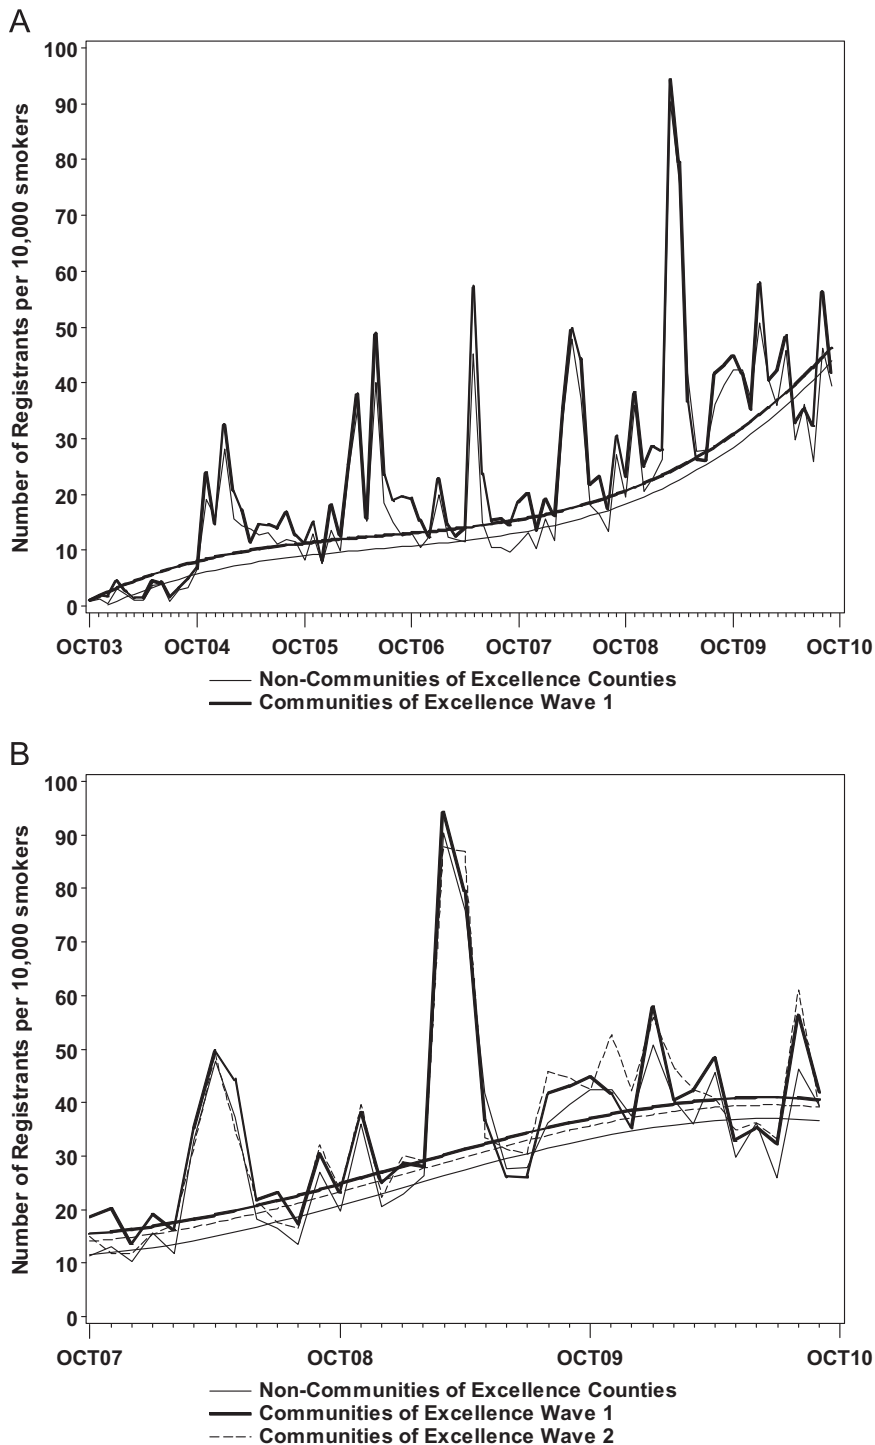 A
Number of Registrants per 10,000 smokers
100
90
80
70
60
50
40
30
20
10
0
OCT03 OCT04 OCT05 OCT06 OCT07 OCT08 OCT09 OCT10
Non-Communities of Excellence Counties
Communities of Excellence Wave 1
B
Number of Registrants per 10,000 smokers
100
90
80
70
60
50
40
30
20
10
0
OCT07 OCT08 OCT09 OCT10
Non-Communities of Excellence Counties
Communities of Excellence Wave 1
Communities of Excellence Wave 2